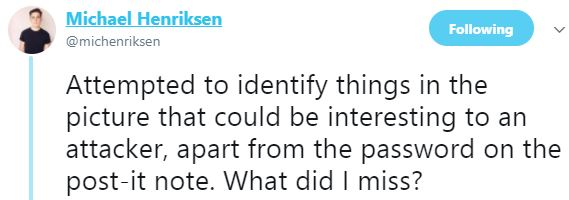 Michael Henriksen
@michenriksen
Following
Attempted to identify things in the
picture that could be interesting to an
attacker, apart from the password on the
post-it note. What did I miss?